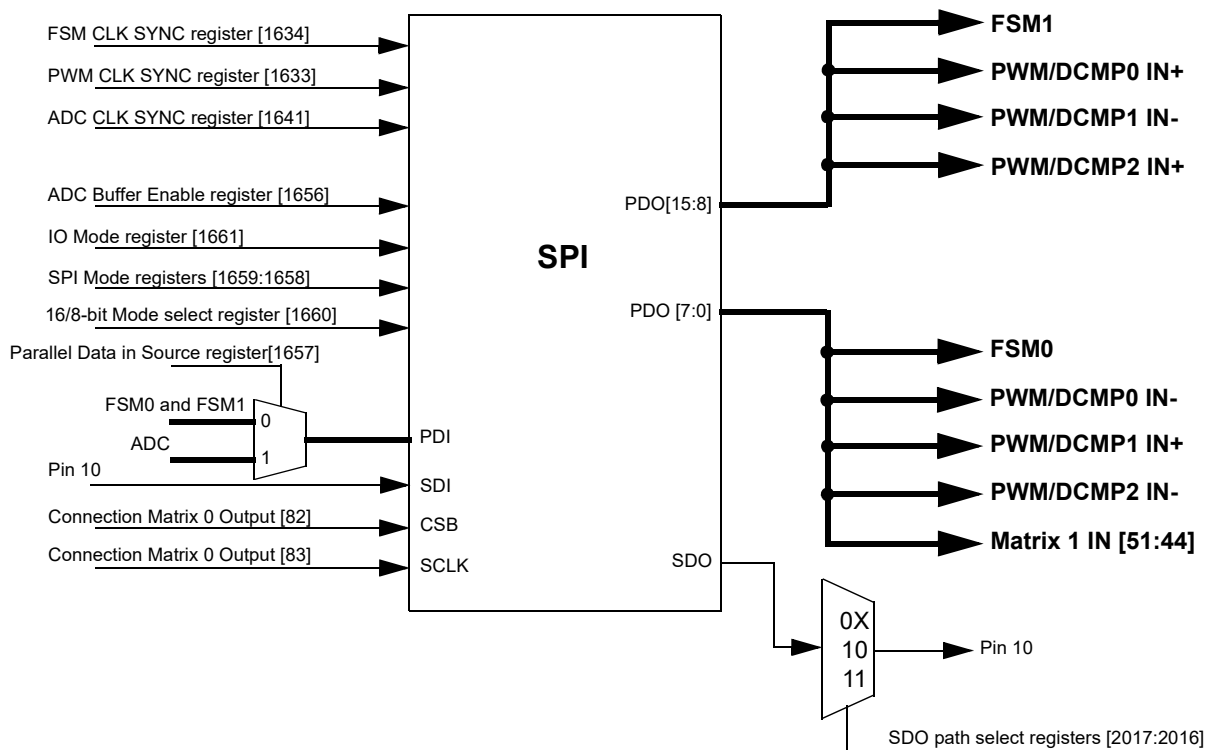 FSM CLK SYNC register [1634]
PWM CLK SYNC register [1633]
ADC CLK SYNC register [1641]
ADC Buffer Enable register [1656]
IO Mode register [1661]
SPI Mode registers [1659:1658]
16/8-bit Mode select register [1660]
Parallel Data in Source register[1657]
FSM0 and FSM1
0
ADC
1
Pin 10
Connection Matrix 0 Output [82]
Connection Matrix 0 Output [83]
PDI
SDI
CSB
SCLK
SPI
PDO[15:8]
PDO [7:0]
SDO
FSM1
PWM/DCMP0 IN+
PWM/DCMP1 IN-
PWM/DCMP2 IN+
FSM0
PWM/DCMP0 IN-
PWM/DCMP1 IN+
PWM/DCMP2 IN-
Matrix 1 IN [51:44]
0X
10
11
Pin 10
SDO path select registers [2017:2016]